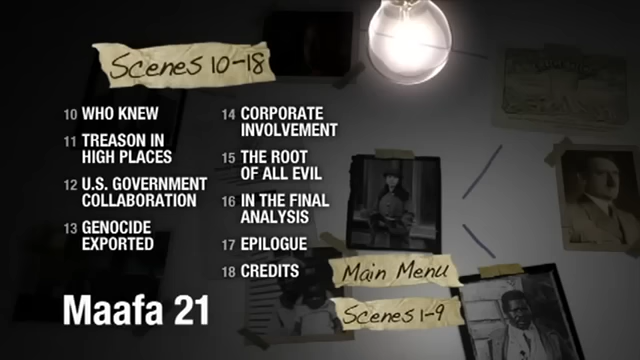 Scenes 10-18
10 WHO KNEW
11 TREASON IN
HIGH PLACES
12 U.S. GOVERNMENT
COLLABORATION
13 GENOCIDE
EXPORTED
14 CORPORATE
INVOLVEMENT
15 THE ROOT
OF ALL EVIL
16 IN THE FINAL
ANALYSIS
17 EPILOGUE
18 CREDITS
Main Menu
Scenes 1-9
Maafa 21